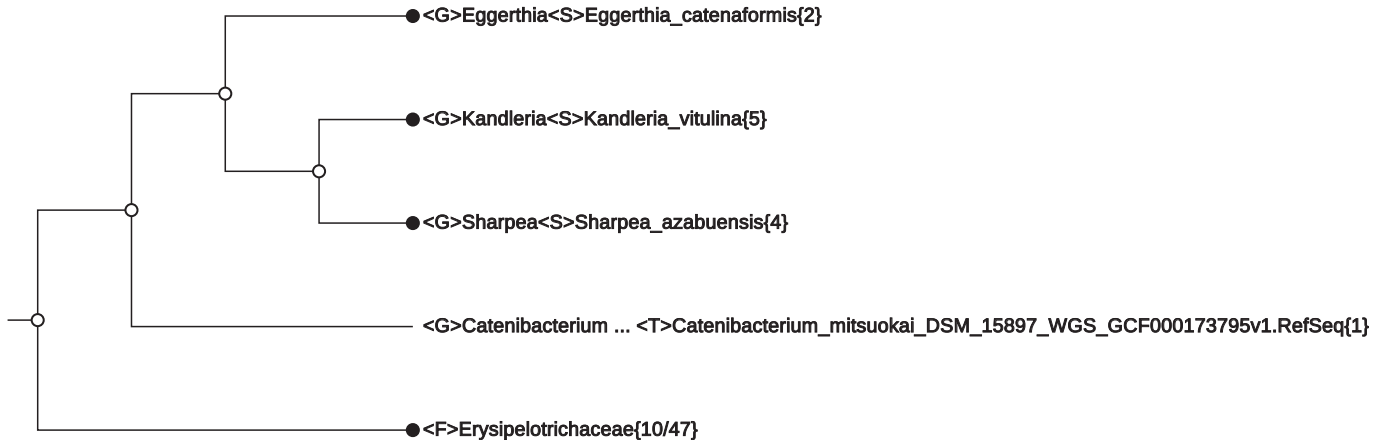 <G>Eggerthia<S>Eggerthia_catenaformis{2}
<G>Kandleria<S>Kandleria_vitulina{5}
<G>Sharpea<S>Sharpea_azabuensis{4}
<G>Catenibacterium ... <T>Catenibacterium_mitsuokai_DSM_15897_WGS_GCF000173795v1.RefSeq{1}
<F>Erysipelotrichaceae{10/47}